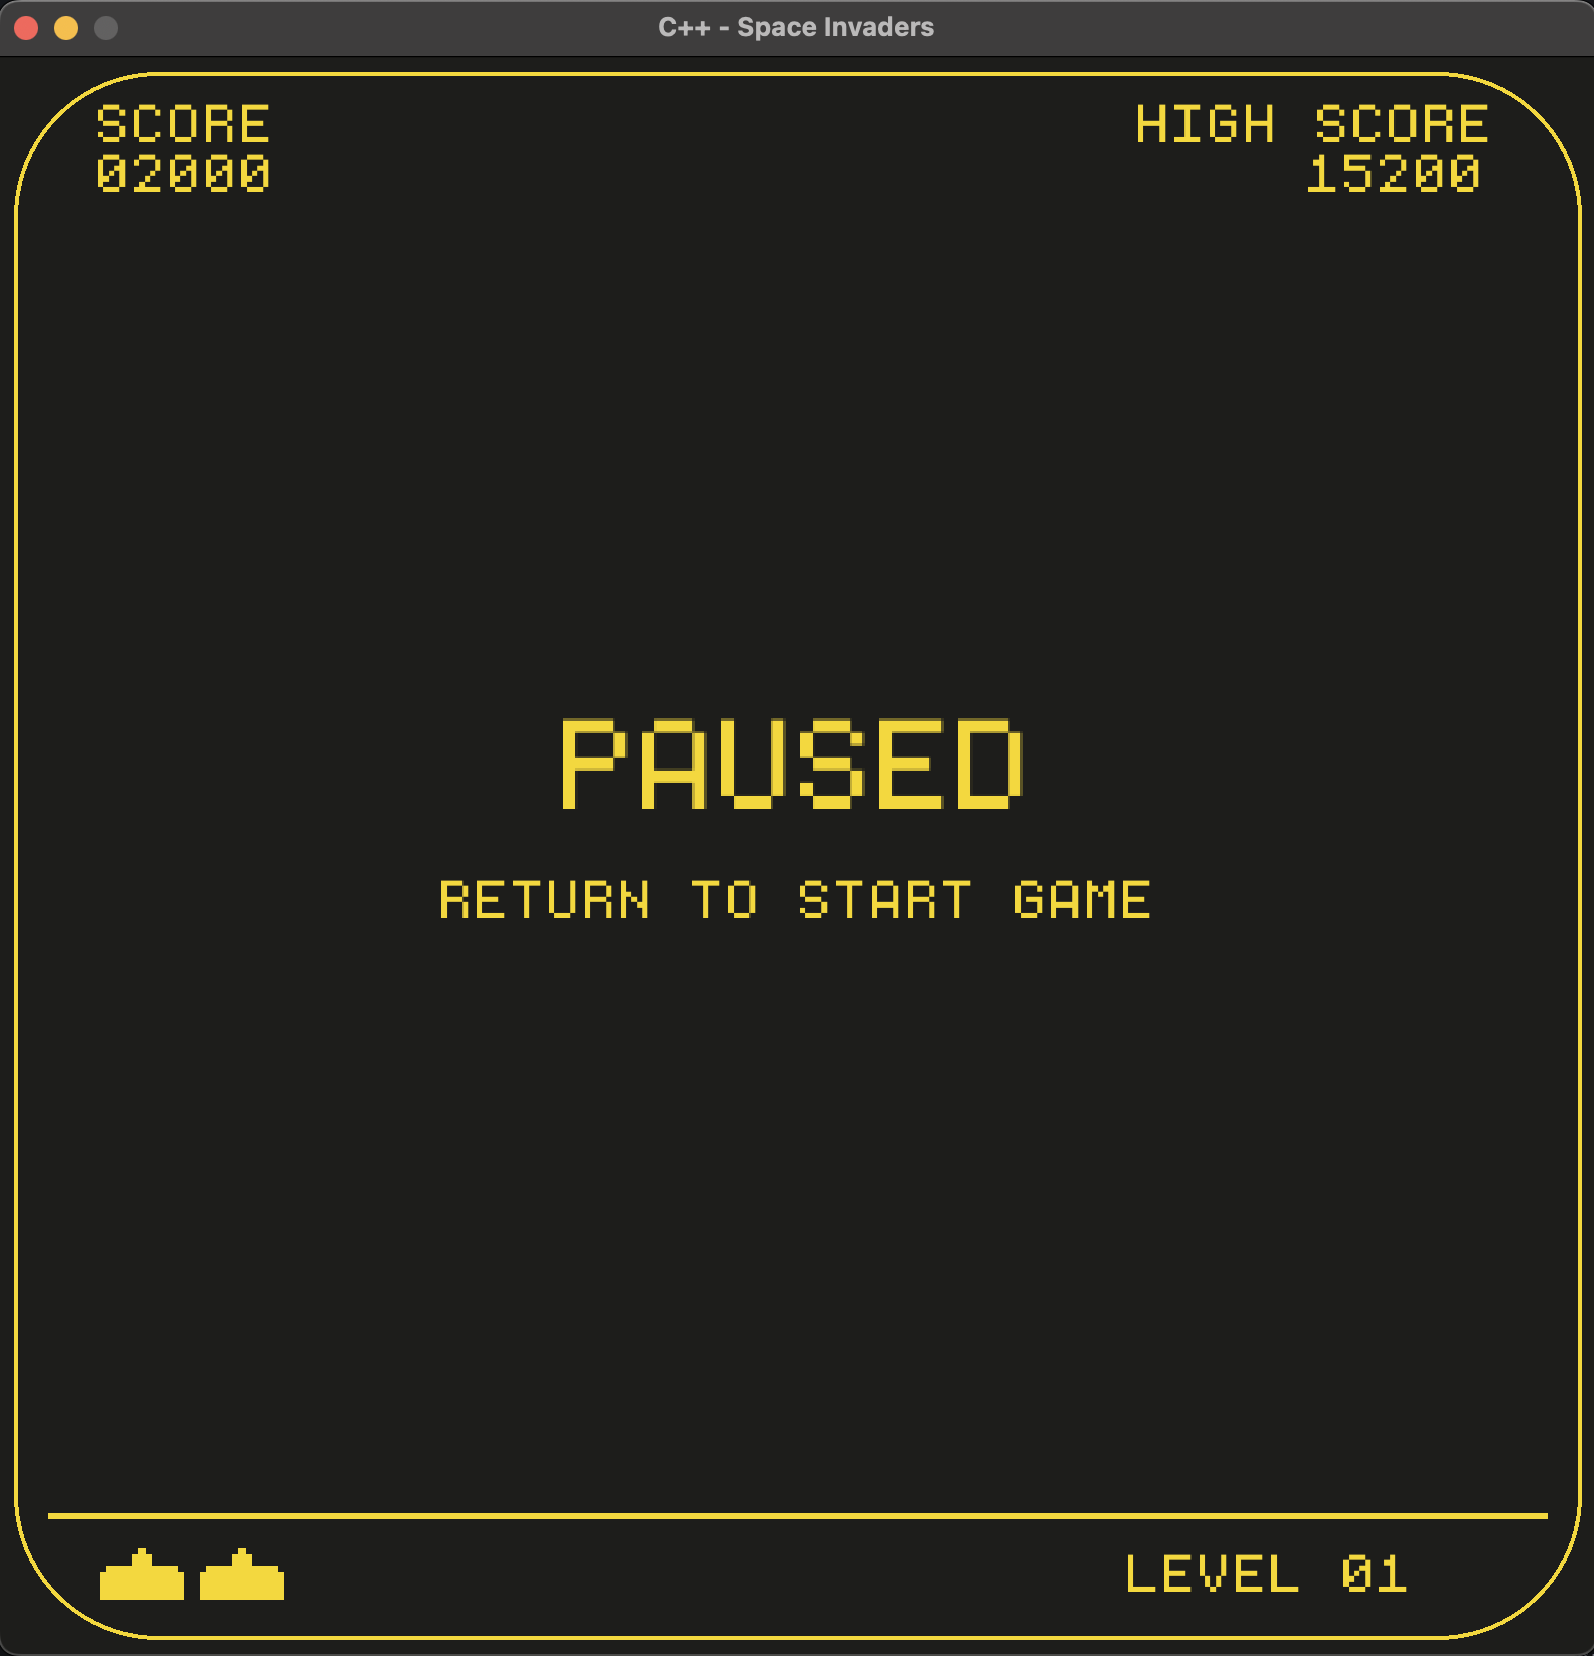 C++ - Space Invaders
SCORE
02000
HIGH SCORE
15200
PAUSED
RETURN TO START GAME
LEVEL 01